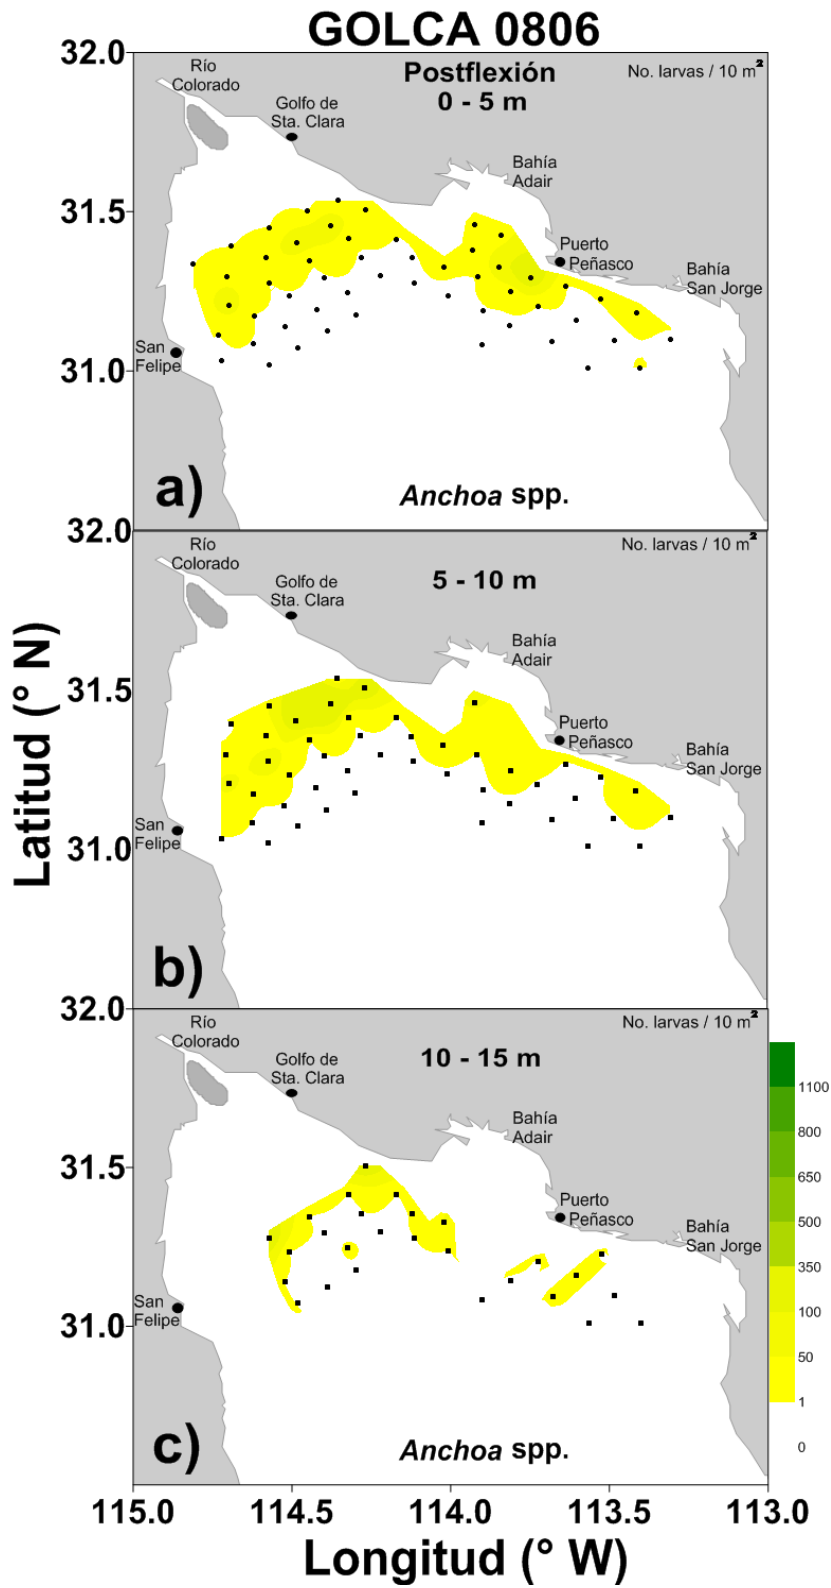 GOLCA 0806
32.0
Río
Colorado
Postflexión
0 - 5 m
No. larvas / 10 m²
Golfo de
Sta. Clara
Bahía
Adair
31.5
Puerto
Peñasco
Bahía
San Jorge
San
Felipe
31.0
a)
Anchoa spp.
32.0
Río
Colorado
No. larvas / 10 m²
5 - 10 m
Golfo de
Sta. Clara
Bahía
Adair
31.5
Puerto
Peñasco
Bahía
San Jorge
San
Felipe
31.0
b)
Latitud (° N)
32.0
Río
Colorado
No. larvas / 10 m²
10 - 15 m
Golfo de
Sta. Clara
Bahía
Adair
31.5
Puerto
Peñasco
Bahía
San Jorge
San
Felipe
31.0
c)
Anchoa spp.
1100
800
650
500
350
100
50
1
0
115.0 114.5 114.0 113.5 113.0
Longitud (° W)